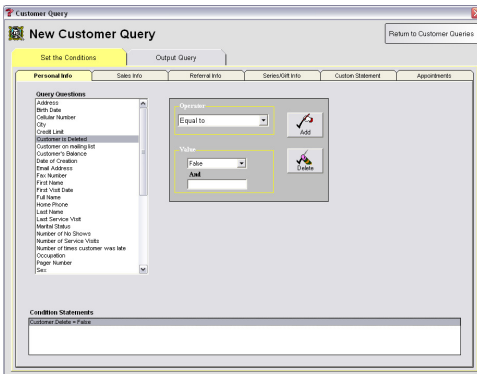 Customer Query
New Customer Query
Return to Customer Queries
Set the Conditions
Output Query
Personal Info
Sales Info
Referral Info
Series/Gift Info
Custom Statement
Appointments
Query Questions
Address
Birth Date
Cellular Number
City
Credit Limit
Customer is Deleted
Customer on mailing list
Customer's Balance
Date of Creation
Email Address
Fax Number
First Name
First Visit Date
Full Name
Home Phone
Last Name
Last Service Visit
Marital Status
Number of No Shows
Number of Service Visits
Number of times customer was late
Occupation
Pager Number
Sex
Operator
Equal to
Add
Value
False
And
Delete
Condition Statements
Customer Delete = False